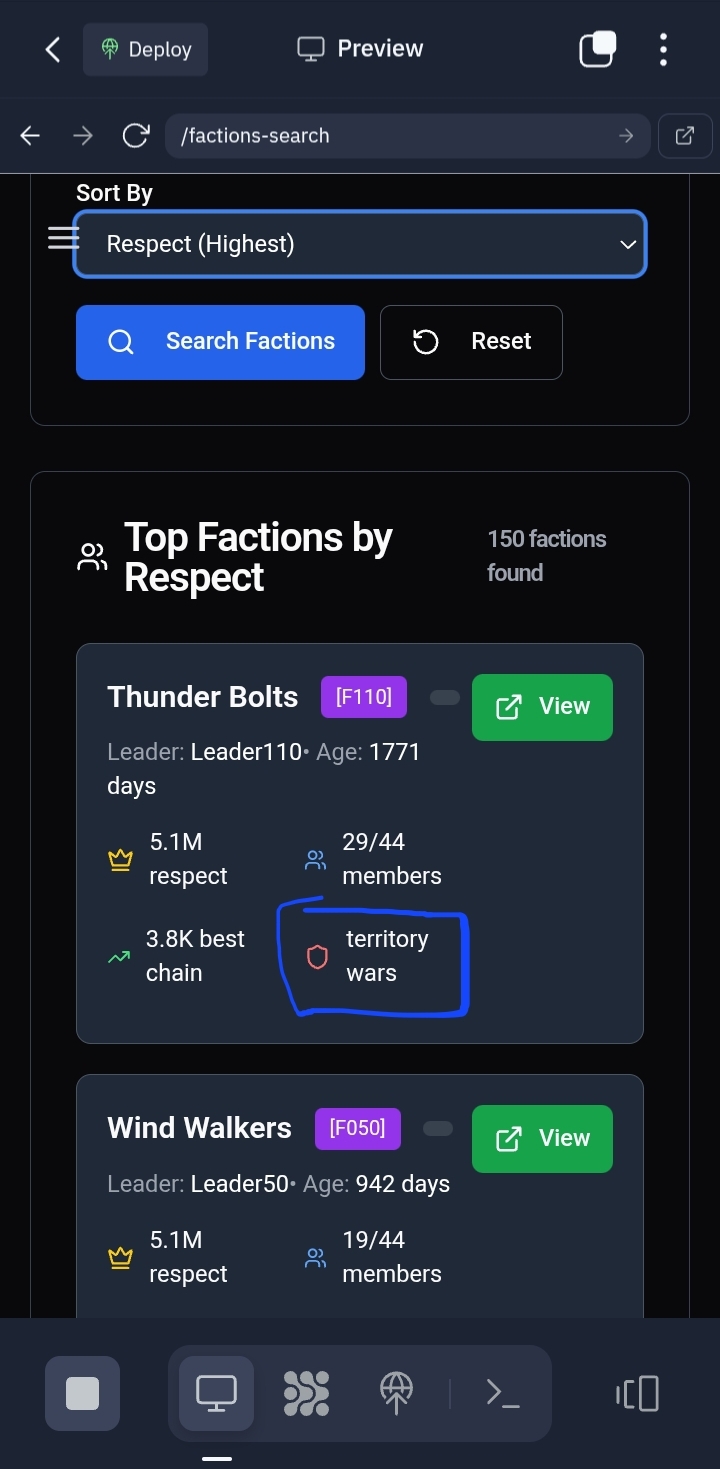 Deploy
Preview
/factions-search
Sort By
Respect (Highest)
Search Factions
Reset
Top Factions by
Respect
150 factions
found
Thunder Bolts
[F110]
View
Leader: Leader110• Age: 1771
days
5.1M
respect
29/44
members
3.8K best
chain
territory
wars
Wind Walkers
[F050]
View
Leader: Leader50• Age: 942 days
5.1M
respect
19/44
members